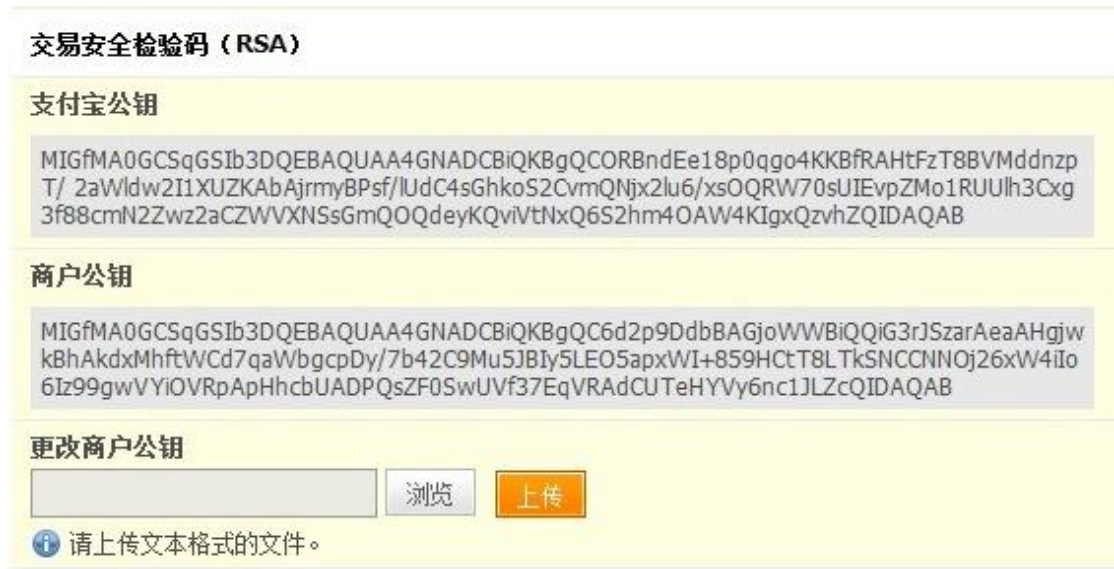 交易安全检验码（RSA）
支付宝公钥
MIGfMA0GCSqGSIb3DQEBAQUAA4GNADCBiQKBgQCORBndEe18p0qgo4KKBfRAHtFzT8BVMddnzp
T/ 2aWldw2I1XUZKAbAjrmyBPsf/lUdC4sGhkoS2CvmQNjx2lu6/xsOQRW70sUIEvpZMo1RUUlh3Cxg
3f88cmN2Zwz2aCZWVXNSsGmQOQdeyKQviVtNxQ6S2hm4OAW4KIgxQzvhZQIDAQAB
商户公钥
MIGfMA0GCSqGSIb3DQEBAQUAA4GNADCBiQKBgQC6d2p9DdbBAGjoWWBiQQiG3rJSzarAeaAHgjw
kBhAkdxMhftWCd7qaWbgcpDy/7b42C9Mu5JBIy5LEO5apxWI+859HCtT8LTkSNCCNNOj26xW4iIo
6Iz99gwVYiOVRpApHhcbUADPQsZF0SwUVf37EqVRAdCUTeHYVy6nc1JLZcQIDAQAB
更改商户公钥
浏览 上传
请上传文本格式的文件。